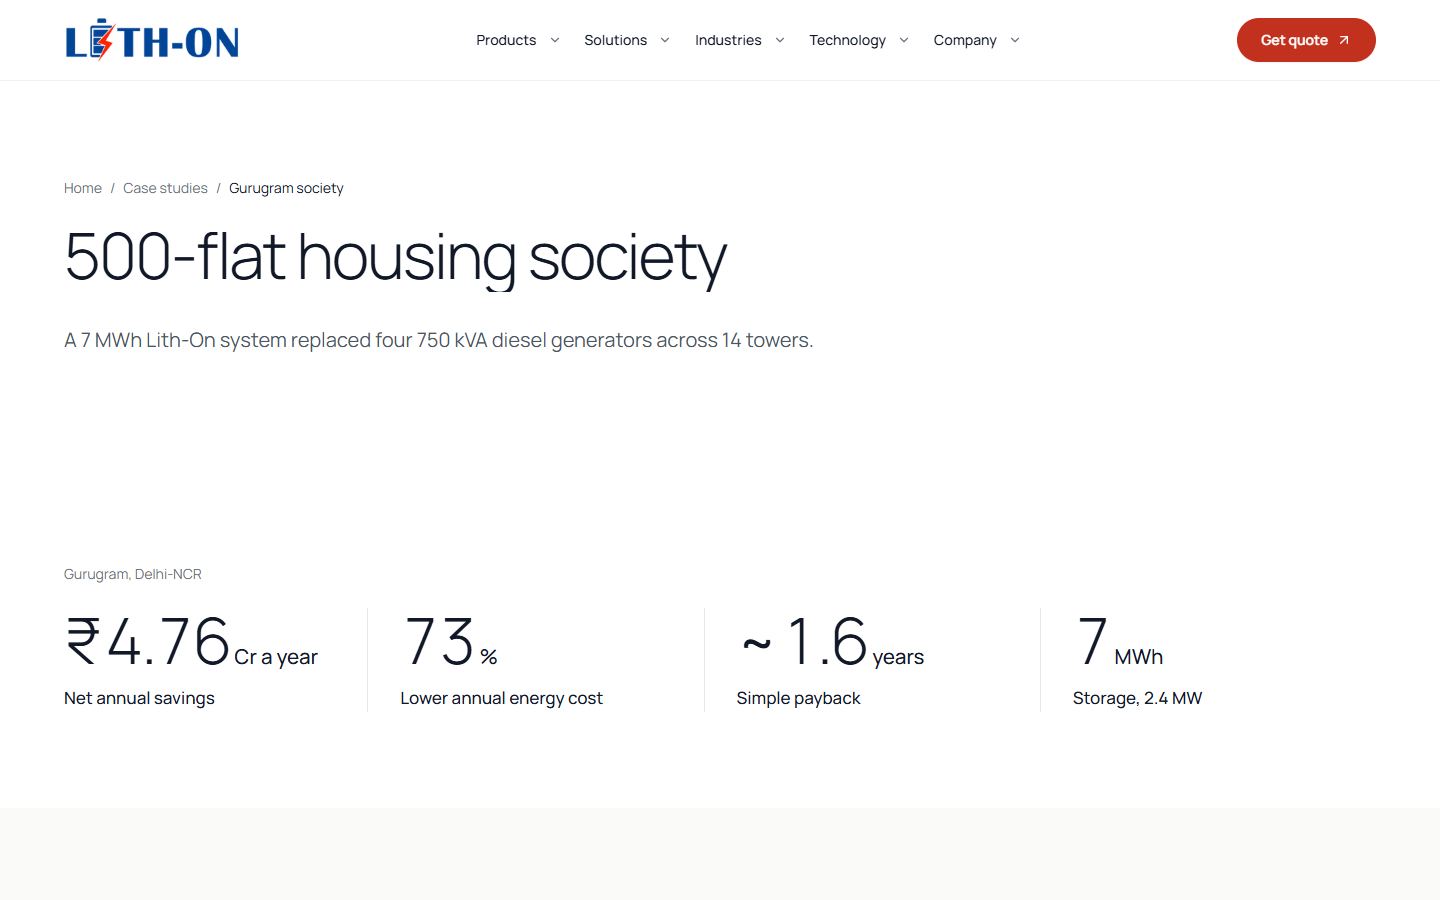 LITH-ON
Products Solutions Industries Technology Company
Get quote
Home / Case studies / Gurugram society
500-flat housing society
A 7 MWh Lith-On system replaced four 750 kVA diesel generators across 14 towers.
Gurugram, Delhi-NCR
₹4.76 Cr a year
Net annual savings
73 %
Lower annual energy cost
~1.6 years
Simple payback
7 MWh
Storage, 2.4 MW